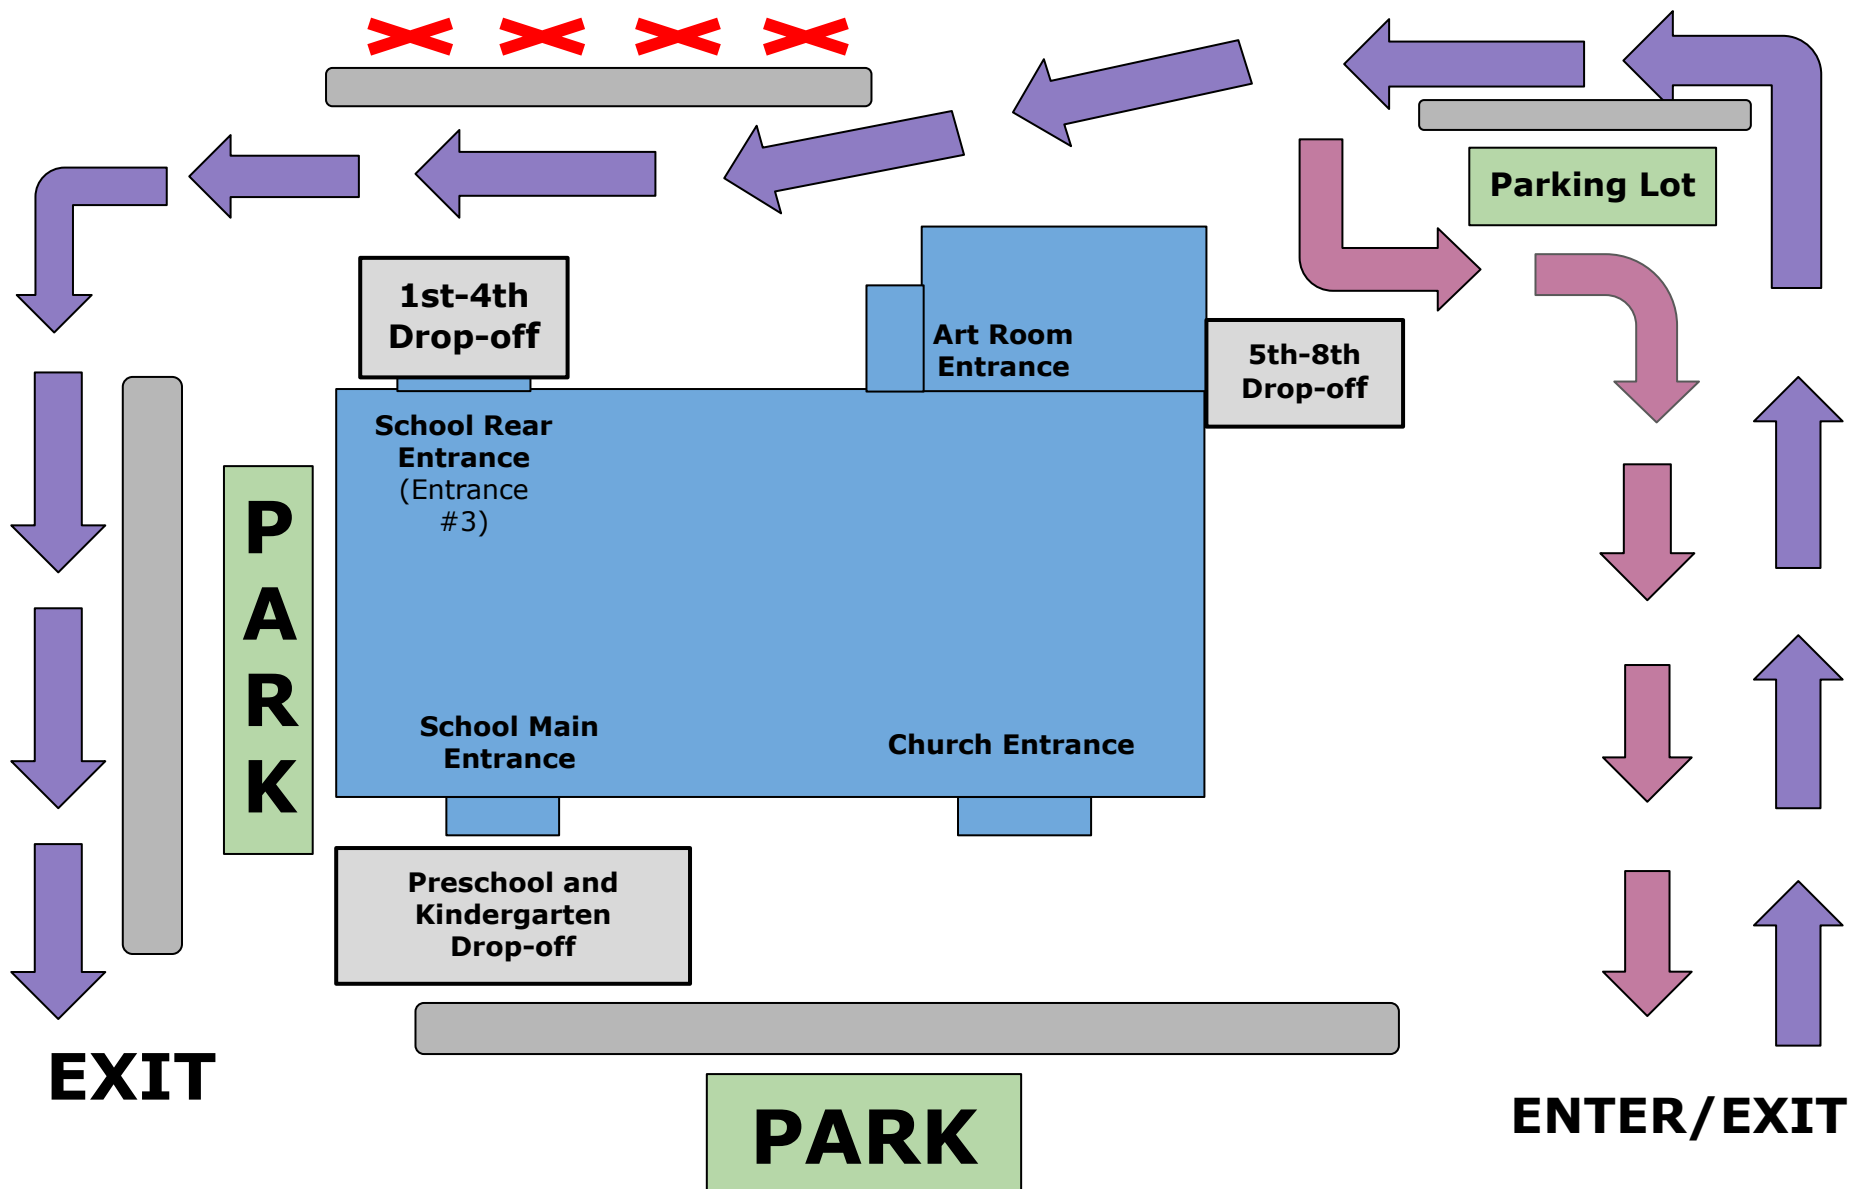 Parking Lot
1st-4th
Drop-off
Art Room
Entrance
5th-8th
Drop-off
School Rear
Entrance
(Entrance
#3)
P
A
R
K
School Main
Entrance
Church Entrance
Preschool and
Kindergarten
Drop-off
EXIT
PARK
ENTER/EXIT